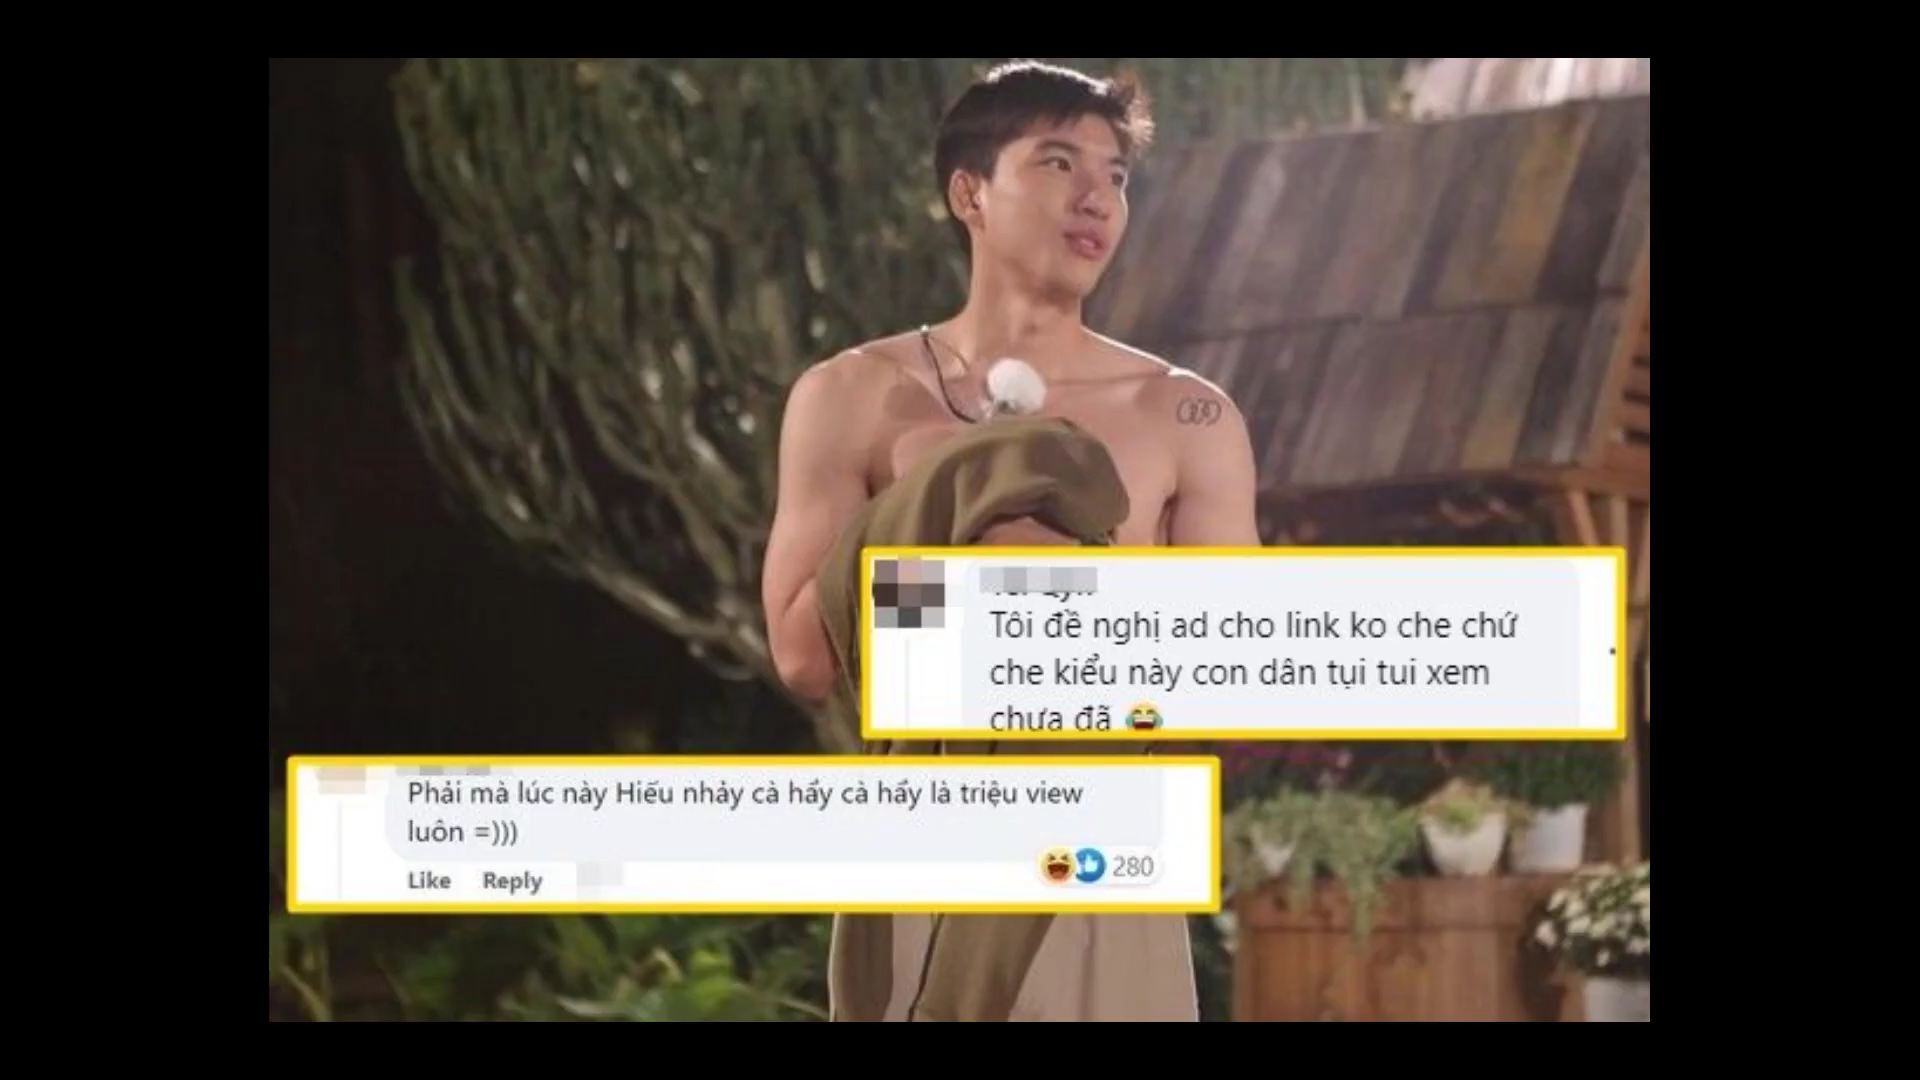 Tôi đề nghị ad cho link ko che chứ
che kiểu này con dân tụi tui xem
chưa đã 😂
Phải mà lúc này Hiếu nhảy cà hẩy cà hẩy là triệu view
luôn =)))
Like Reply
280